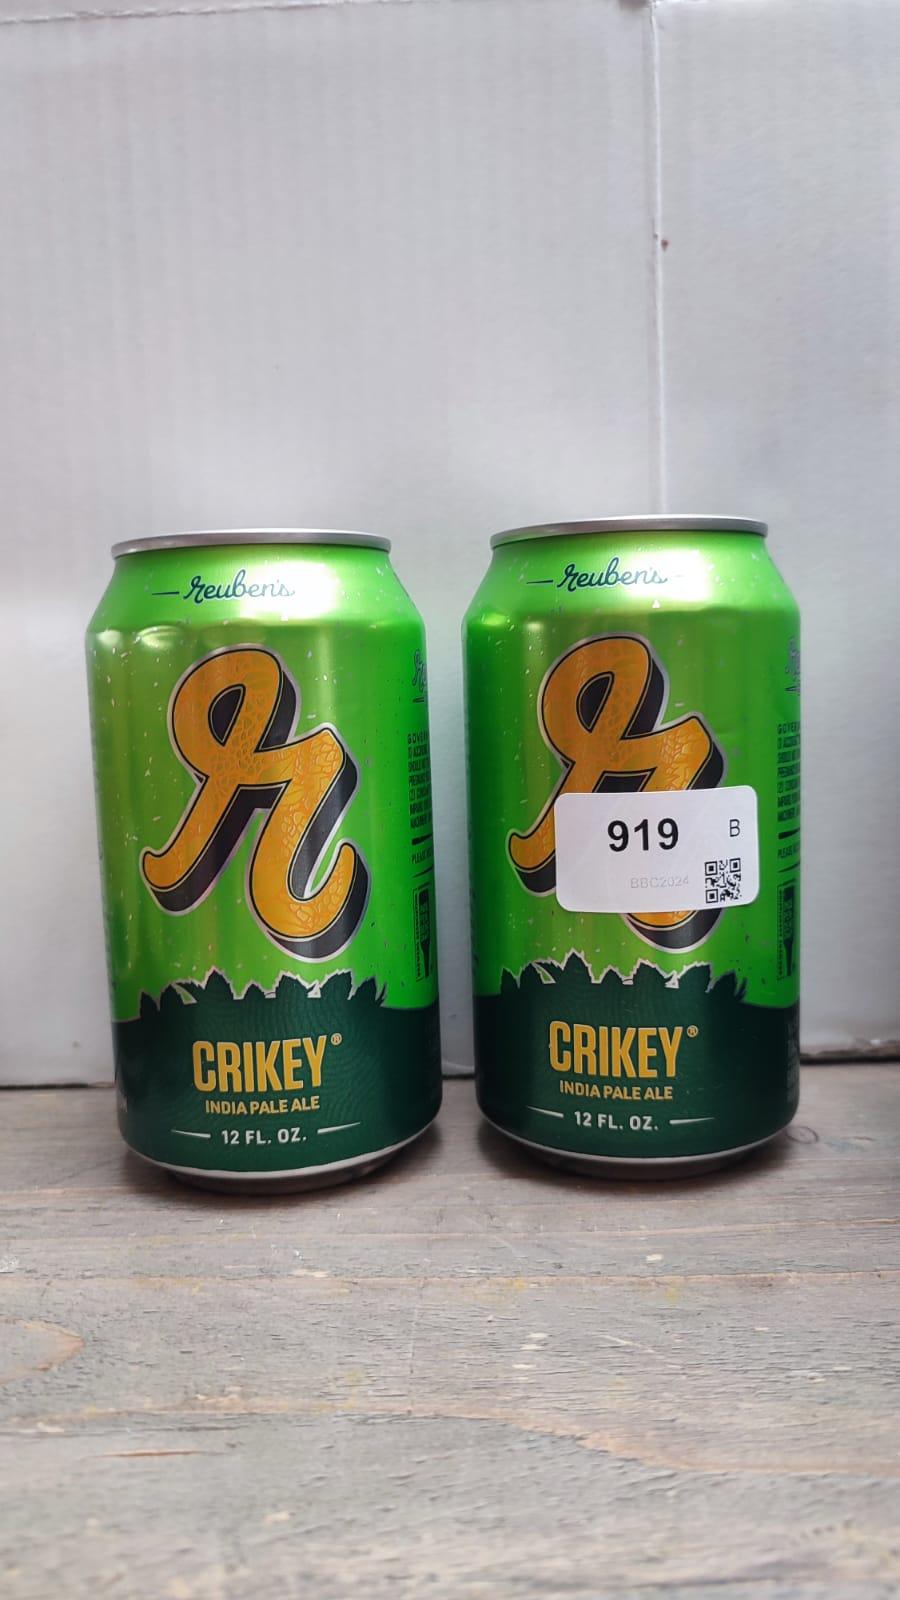 reuben's
CRIKEY®
INDIA PALE ALE
12 FL. OZ.
reuben's
919 B
BBC2024
CRIKEY®
INDIA PALE ALE
12 FL. OZ.